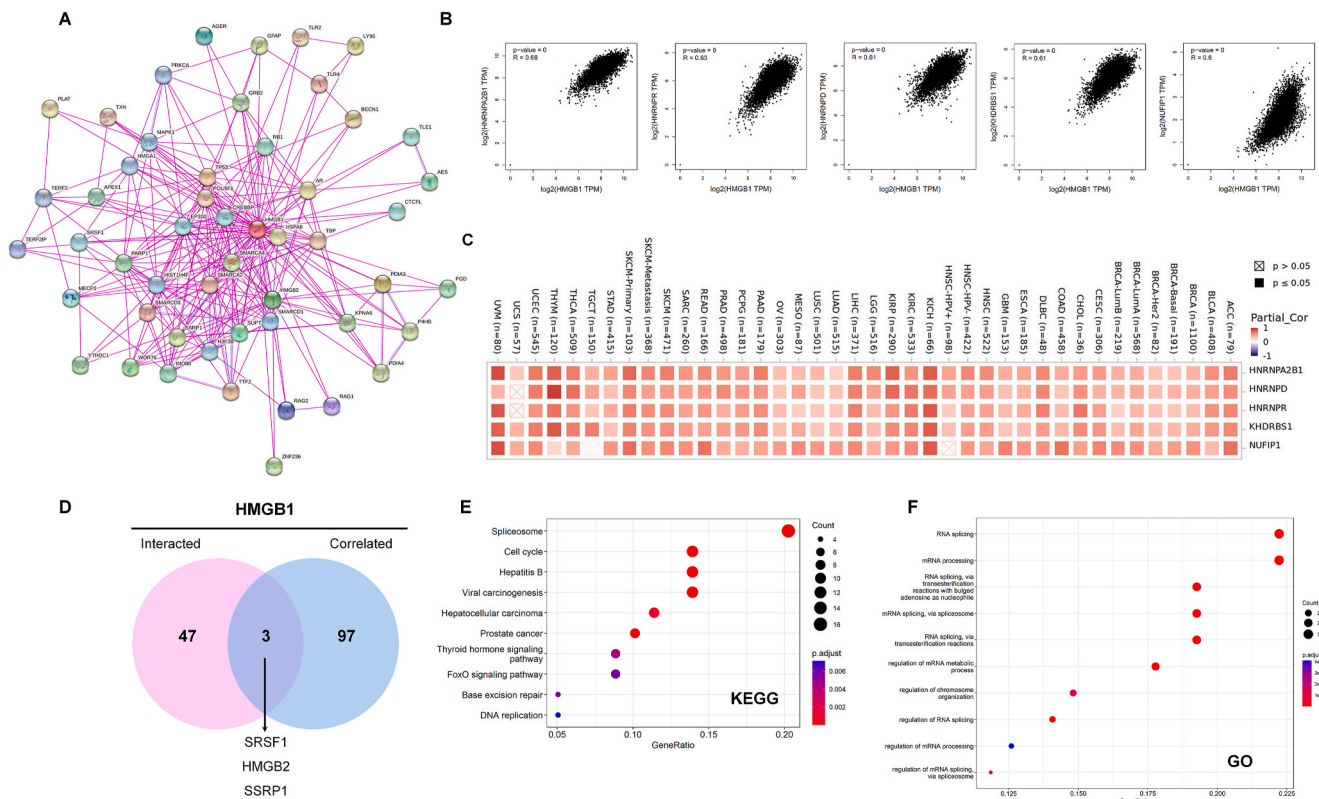 A
AGER
GFAP
TLR2
LY96
PRKCA
TLR4
PLAT
TXN
GRB2
BECN1
MAPK1
RB1
TLE1
HMGA1
TP53
AES
TERF2
APEX1
POU5F1
AR
CREBBP
CTCFL
EP300
HMGB1
HSPA8
TBP
TERF2IP
SRSF1
PARP1
SMARCA4
HIST1H4F
SMARCA2
PDIA3
PGD
MECP2
HMGB2
SMARCD3
SMARCD1
KPNA6
P4HB
SSRP1
YTHDC1
WDR76
INO80
PDIA4
TTF2
RAG2
RAG1
ZNF236
B
p-value = 0
R = 0.68
log2(HNRNPA2B1 TPM)
log2(HMGB1 TPM)
p-value = 0
R = 0.63
log2(HNRNPR TPM)
log2(HMGB1 TPM)
p-value = 0
R = 0.61
log2(HNRNPD TPM)
log2(HMGB1 TPM)
p-value = 0
R = 0.61
log2(KHDRBS1 TPM)
log2(HMGB1 TPM)
p-value = 0
R = 0.6
log2(NUFIP1 TPM)
log2(HMGB1 TPM)
C
UVM (n=80)
UCS (n=57)
UCEC (n=545)
THYM (n=120)
THCA (n=509)
TGCT (n=150)
STAD (n=415)
SKCM-Primary (n=103)
SKCM-Metastasis (n=368)
SKCM (n=471)
SARC (n=260)
READ (n=166)
PRAD (n=498)
PCPG (n=181)
PAAD (n=179)
OV (n=303)
MESO (n=87)
LUSC (n=501)
LUAD (n=515)
LIHC (n=371)
LGG (n=516)
KIRP (n=290)
KIRC (n=533)
KICH (n=66)
HNSC-HPV+ (n=98)
HNSC-HPV- (n=422)
HNSC (n=522)
GBM (n=153)
ESCA (n=185)
DLBC (n=48)
COAD (n=458)
CHOL (n=36)
CESC (n=306)
BRCA-LumB (n=219)
BRCA-LumA (n=568)
BRCA-Her2 (n=82)
BRCA-Basal (n=191)
BRCA (n=1100)
BLCA (n=408)
ACC (n=79)
p > 0.05
p ≤ 0.05
Partial_Cor
1
0
-1
HNRNPA2B1
HNRNPD
HNRNPR
KHDRBS1
NUFIP1
D
HMGB1
Interacted
Correlated
47
3
97
SRSF1
HMGB2
SSRP1
E
Spliceosome
Cell cycle
Hepatitis B
Viral carcinogenesis
Hepatocellular carcinoma
Prostate cancer
Thyroid hormone signaling
pathway
FoxO signaling pathway
Base excision repair
DNA replication
0.05
0.10
0.15
0.20
GeneRatio
KEGG
Count
4
6
8
10
12
14
16
p.adjust
0.006
0.004
0.002
F
RNA splicing
mRNA processing
RNA splicing, via
transesterification
reactions with bulged
adenosine as nucleophile
mRNA splicing, via spliceosome
RNA splicing, via
transesterification reactions
regulation of mRNA metabolic
process
regulation of chromosome
organization
regulation of RNA splicing
regulation of mRNA processing
regulation of mRNA splicing,
via spliceosome
0.125
0.150
0.175
0.200
0.225
GO
Count